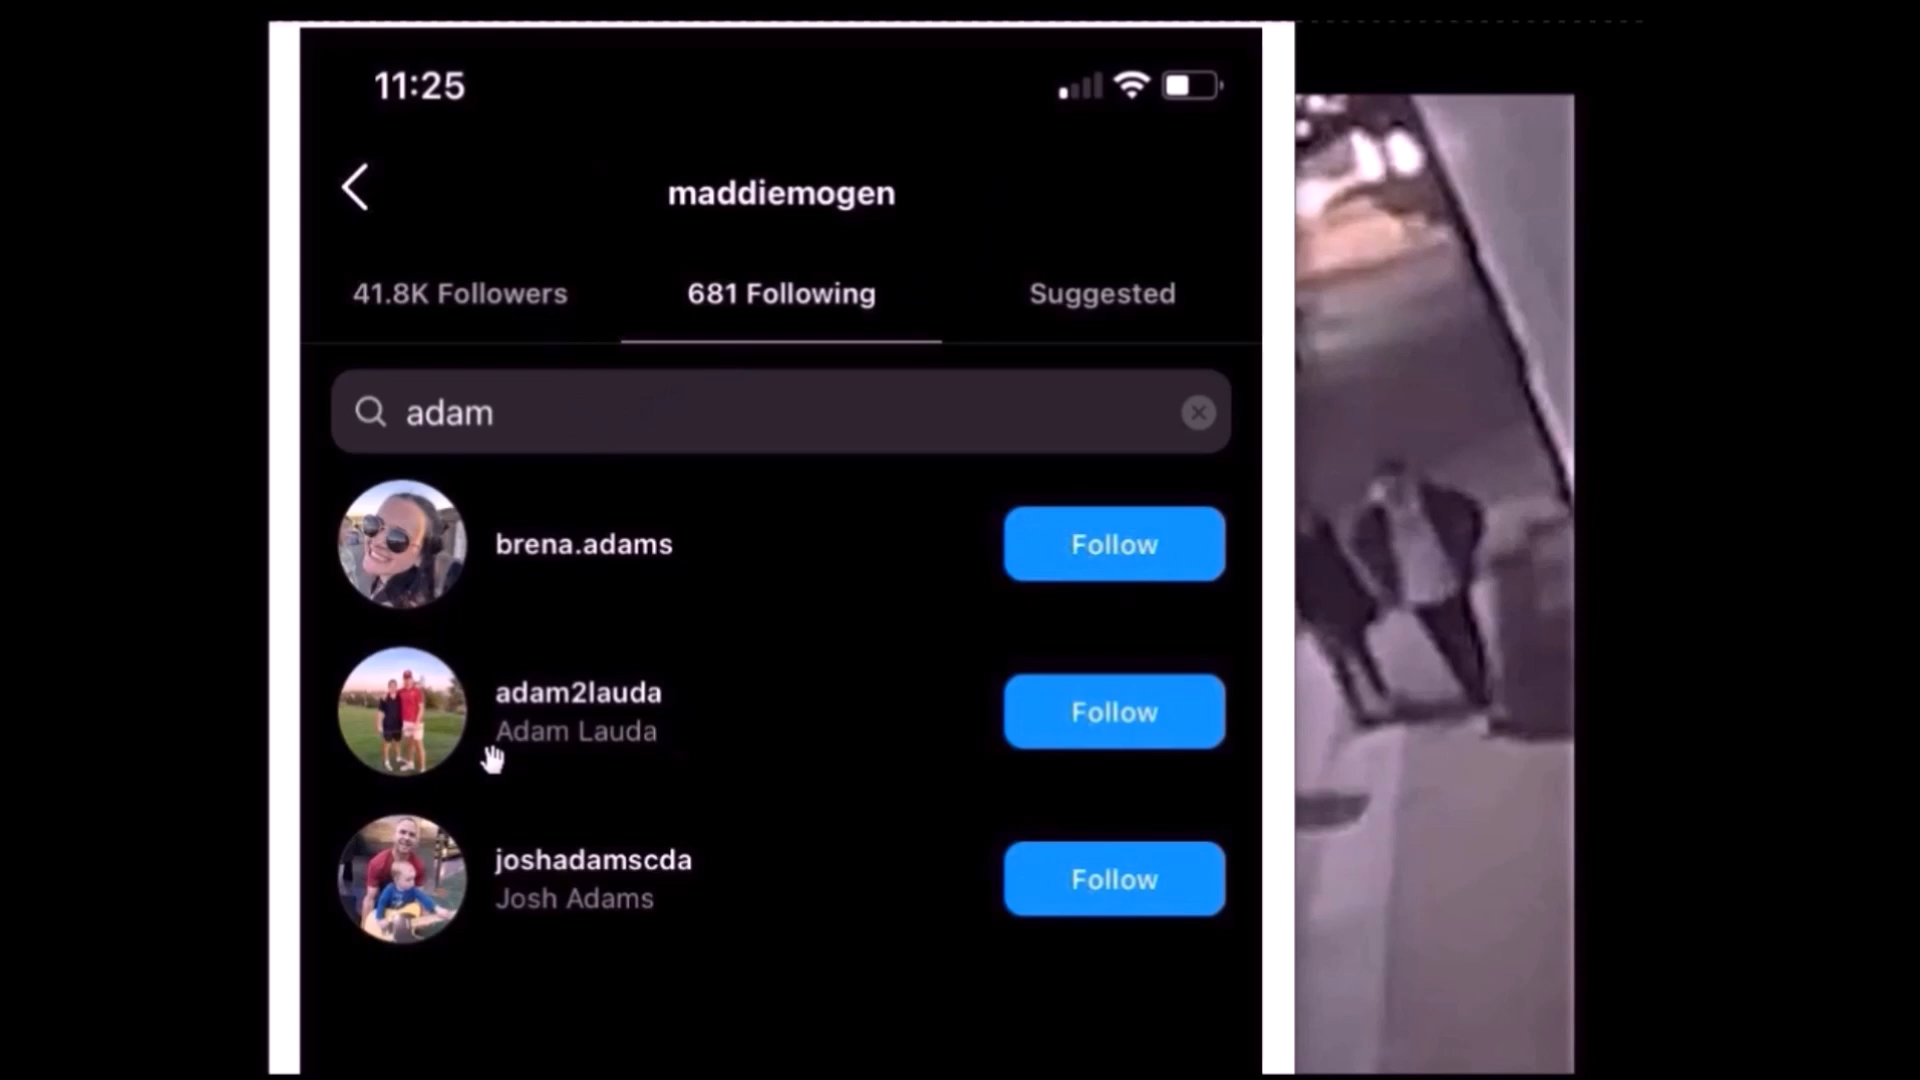 11:25
maddiemogen
41.8K Followers 681 Following Suggested
adam
brena.adams Follow
adam2lauda
Adam Lauda
Follow
joshadamscda
Josh Adams
Follow